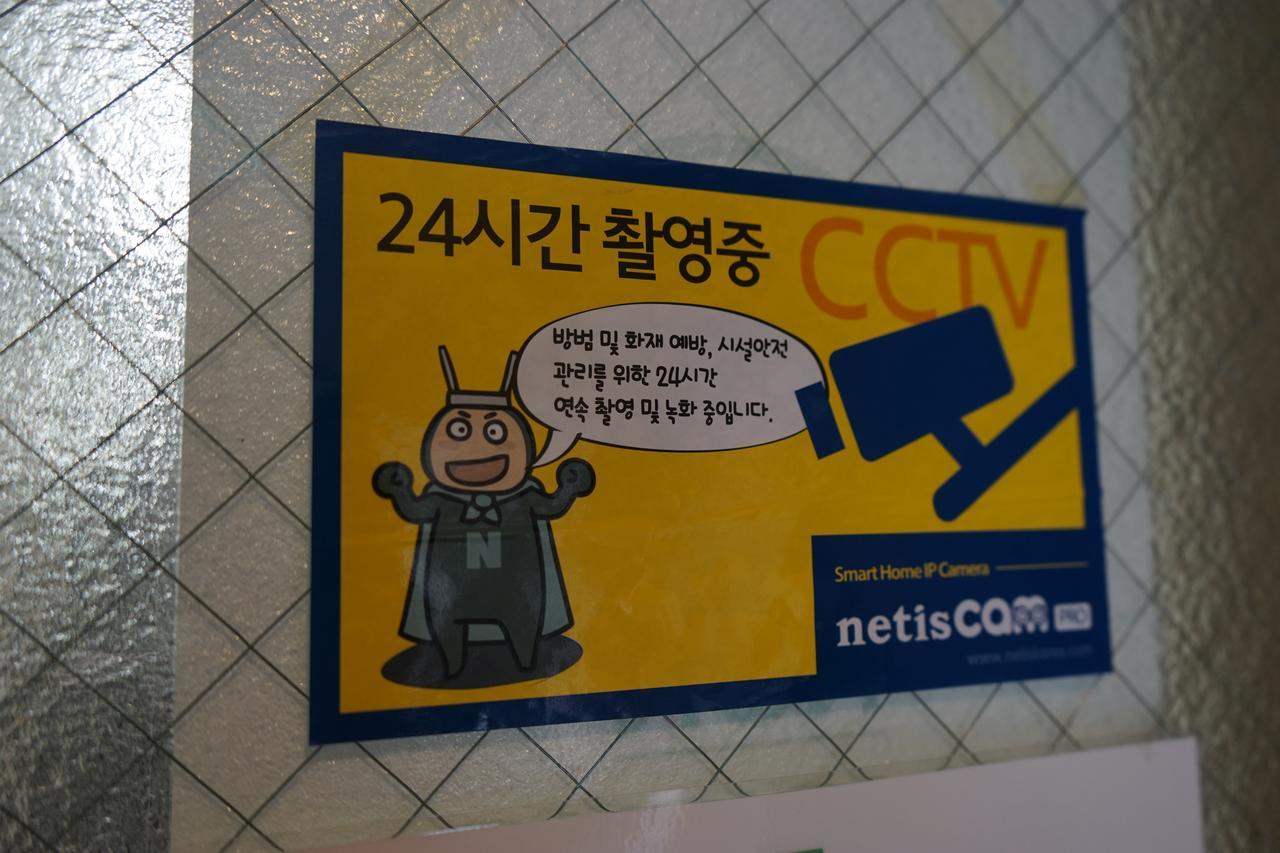 24시간 촬영중 CCTV
방범 및 화재 예방, 시설안전
관리를 위한 24시간
연속 촬영 및 녹화 중입니다.
N
Smart Home IP Camera
netiscam PRO